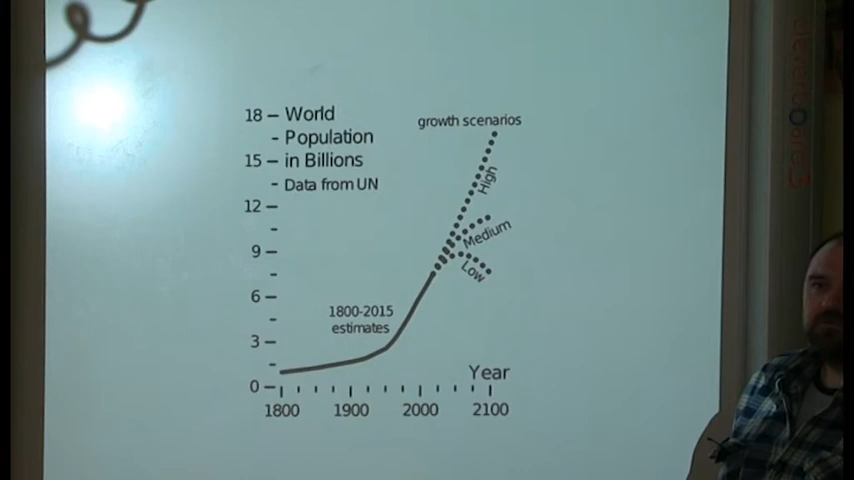 18 – World
- Population
15 – in Billions
- Data from UN
12
9
6
3
0
growth scenarios
High
Medium
Low
1800-2015
estimates
Year
1800 1900 2000 2100